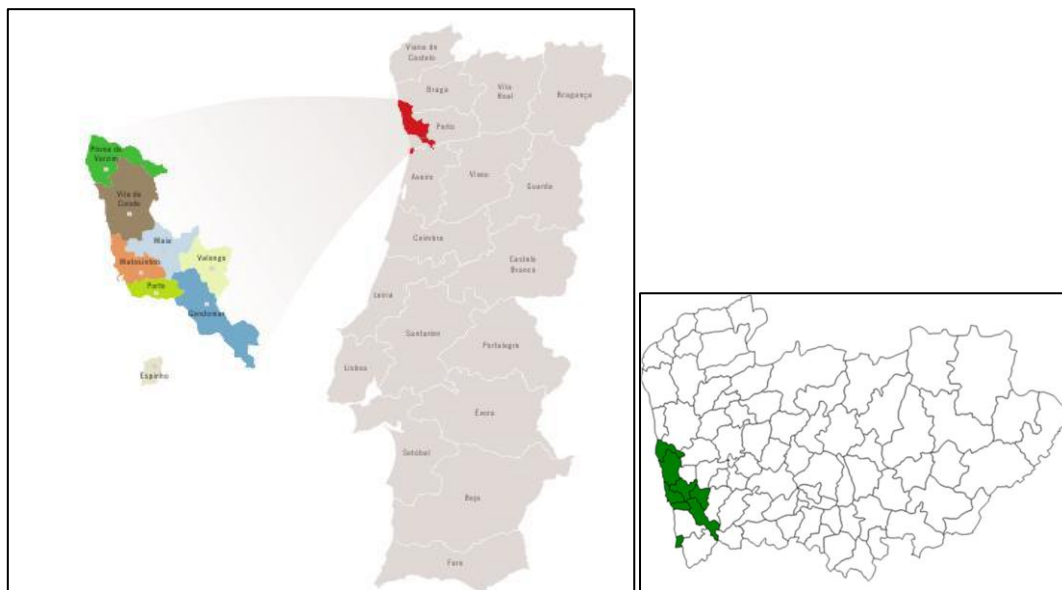 Viana do
Castelo
Braga
Vila
Real
Bragança
Porto
Aveiro
Viseu
Guarda
Coimbra
Castelo
Branco
Leiria
Santarém
Portalegre
Lisboa
Évora
Setúbal
Beja
Faro
Póvoa de
Varzim
Vila do
Conde
Maia
Matosinhos
Valongo
Porto
Gondomar
Espinho